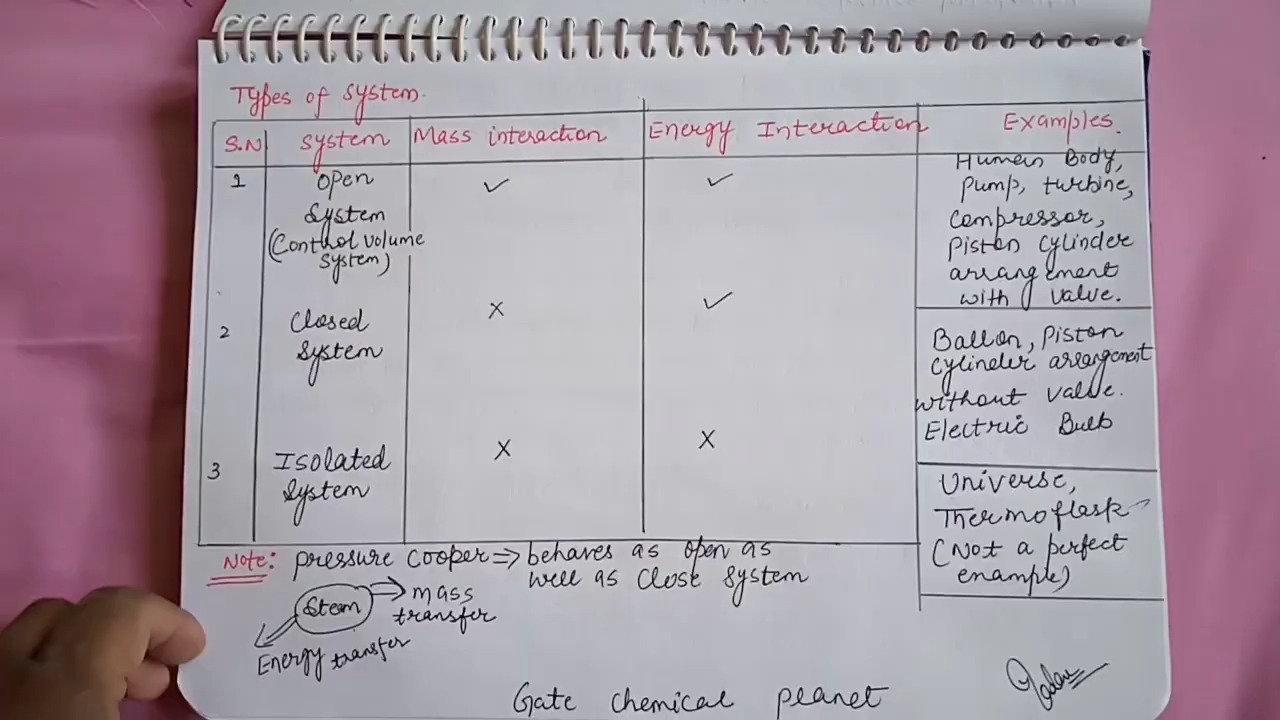 Types of system.
S.N system Mass interaction Energy Interaction Examples.
1 open system (Control volume system) ✓ ✓ Human Body,
pump, turbine,
compressor,
Piston cylinder
arrangement
with valve.
2 Closed system × ✓ Ballon, Piston
cylinder arrangement
without valve.
Electric Bulb
3 Isolated system × × Universe,
Thermoflask
(Not a perfect
enample)
Note: pressure cooper => behaves as open as
well as close system
Steam => mass
transfer
Energy transfer
Gate chemical planet